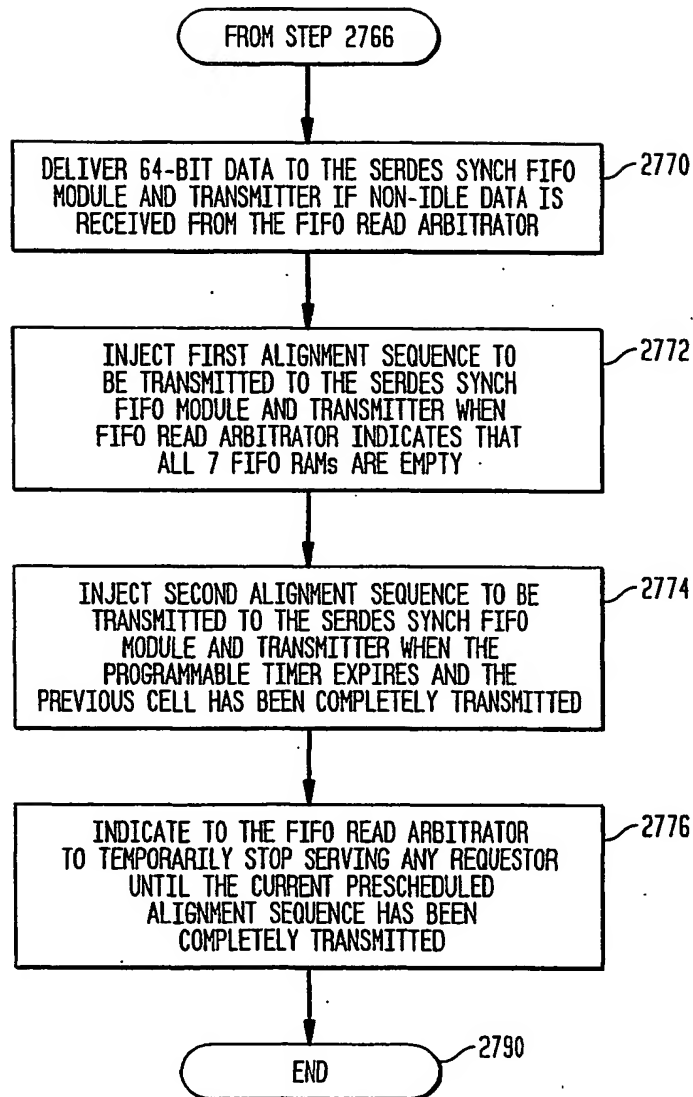 FROM STEP 2766
DELIVER 64-BIT DATA TO THE SERDES SYNCH FIFO
MODULE AND TRANSMITTER IF NON-IDLE DATA IS
RECEIVED FROM THE FIFO READ ARBITRATOR
2770
INJECT FIRST ALIGNMENT SEQUENCE TO
BE TRANSMITTED TO THE SERDES SYNCH
FIFO MODULE AND TRANSMITTER WHEN
FIFO READ ARBITRATOR INDICATES THAT
ALL 7 FIFO RAMs ARE EMPTY
2772
INJECT SECOND ALIGNMENT SEQUENCE TO BE
TRANSMITTED TO THE SERDES SYNCH FIFO
MODULE AND TRANSMITTER WHEN THE
PROGRAMMABLE TIMER EXPIRES AND THE
PREVIOUS CELL HAS BEEN COMPLETELY TRANSMITTED
2774
INDICATE TO THE FIFO READ ARBITRATOR
TO TEMPORARILY STOP SERVING ANY REQUESTOR
UNTIL THE CURRENT PRESCHEDULED
ALIGNMENT SEQUENCE HAS BEEN
COMPLETELY TRANSMITTED
2776
END
2790